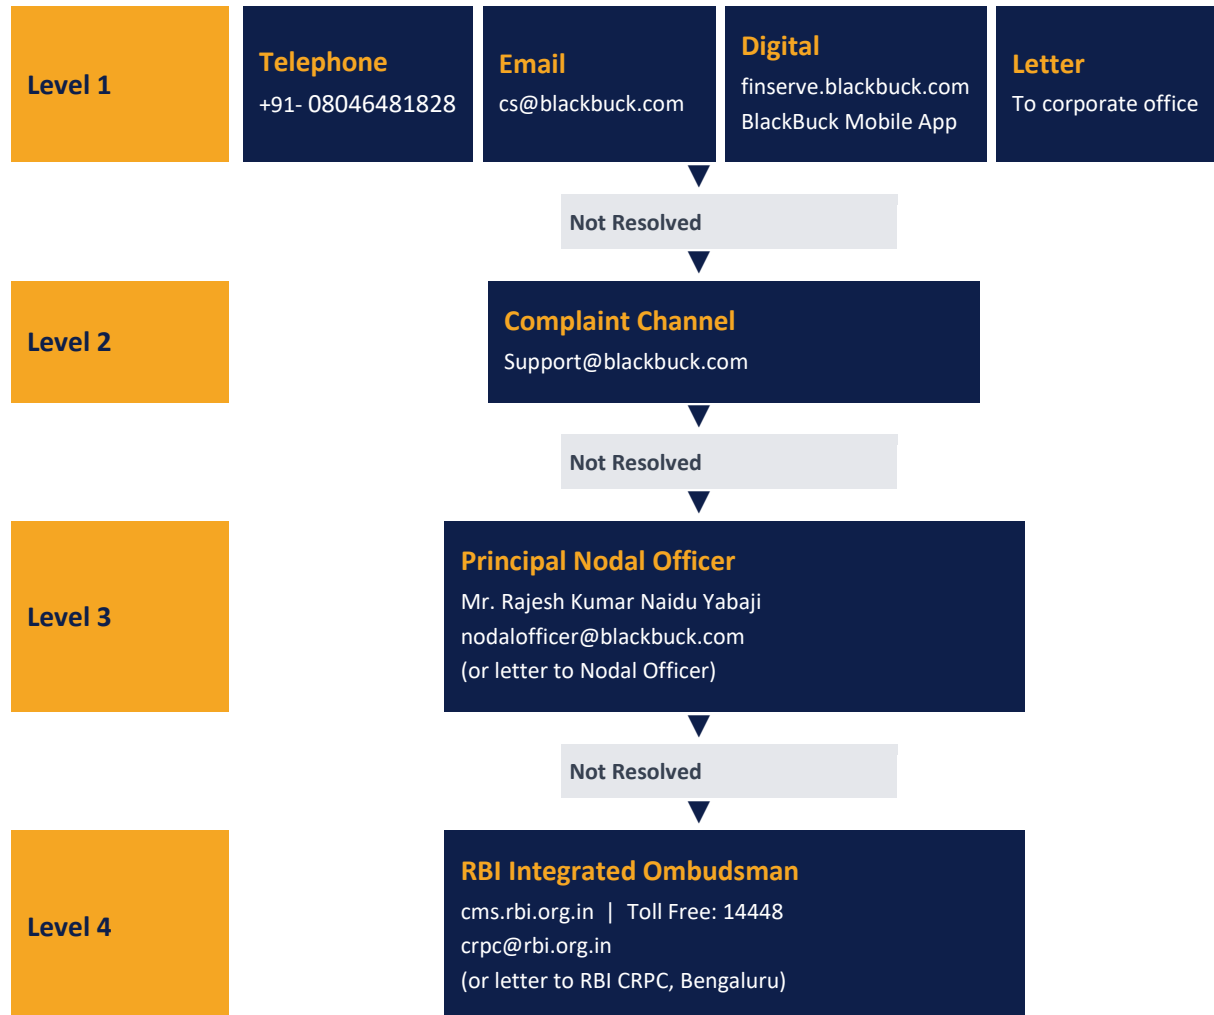 Level 1
Telephone
+91- 08046481828
Email
cs@blackbuck.com
Digital
finserve.blackbuck.com
BlackBuck Mobile App
Letter
To corporate office
Not Resolved
Level 2
Complaint Channel
Support@blackbuck.com
Not Resolved
Level 3
Principal Nodal Officer
Mr. Rajesh Kumar Naidu Yabaji
nodalofficer@blackbuck.com
(or letter to Nodal Officer)
Not Resolved
Level 4
RBI Integrated Ombudsman
cms.rbi.org.in | Toll Free: 14448
crpc@rbi.org.in
(or letter to RBI CRPC, Bengaluru)